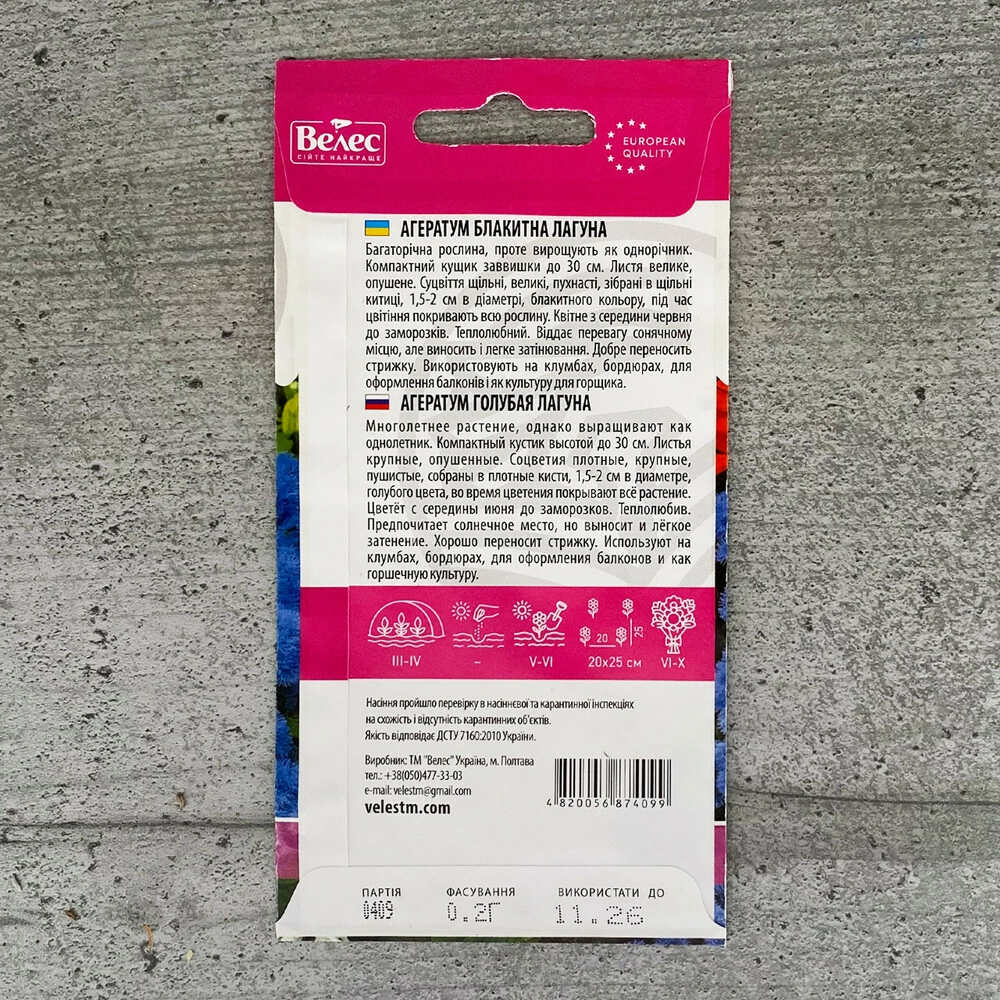 Велес
СІЙТЕ НАЙКРАЩЕ
EUROPEAN
QUALITY
АГЕРАТУМ БЛАКИТНА ЛАГУНА
Багаторічна рослина, проте вирощують як однорічник.
Компактний кущик заввишки до 30 см. Листя велике,
опушене. Суцвіття щільні, великі, пухнасті, зібрані в щільні
китиці, 1,5-2 см в діаметрі, блакитного кольору, під час
цвітіння покривають всю рослину. Квітне з середини червня
до заморозків. Теплолюбний. Віддає перевагу сонячному
місцю, але виносить і легке затінювання. Добре переносить
стрижку. Використовують на клумбах, бордюрах, для
оформлення балконів і як культуру для горщика.
АГЕРАТУМ ГОЛУБАЯ ЛАГУНА
Многолетнее растение, однако выращивают как
однолетник. Компактный кустик высотой до 30 см. Листья
крупные, опушенные. Соцветия плотные, крупные,
пушистые, собраны в плотные кисти, 1,5-2 см в диаметре,
голубого цвета, во время цветения покрывают всё растение.
Цветёт с середины июня до заморозков. Теплолюбив.
Предпочитает солнечное место, но выносит и лёгкое
затенение. Хорошо переносит стрижку. Используют на
клумбах, бордюрах, для оформления балконов и как
горшечную культуру.
20 25
III-IV – V-VI 20x25 см VI-X
Насіння пройшло перевірку в насіннєвої та карантинної інспекціях
на схожість і відсутність карантинних об'єктів.
Якість відповідає ДСТУ 7160:2010 України.
Виробник: ТМ "Велес" Україна, м. Полтава
тел.: +38(050)477-33-03
e-mail: velestm@gmail.com
velestm.com
4 820056 874099
ПАРТІЯ ФАСУВАННЯ ВИКОРИСТАТИ ДО
0409 0.2Г 11.26